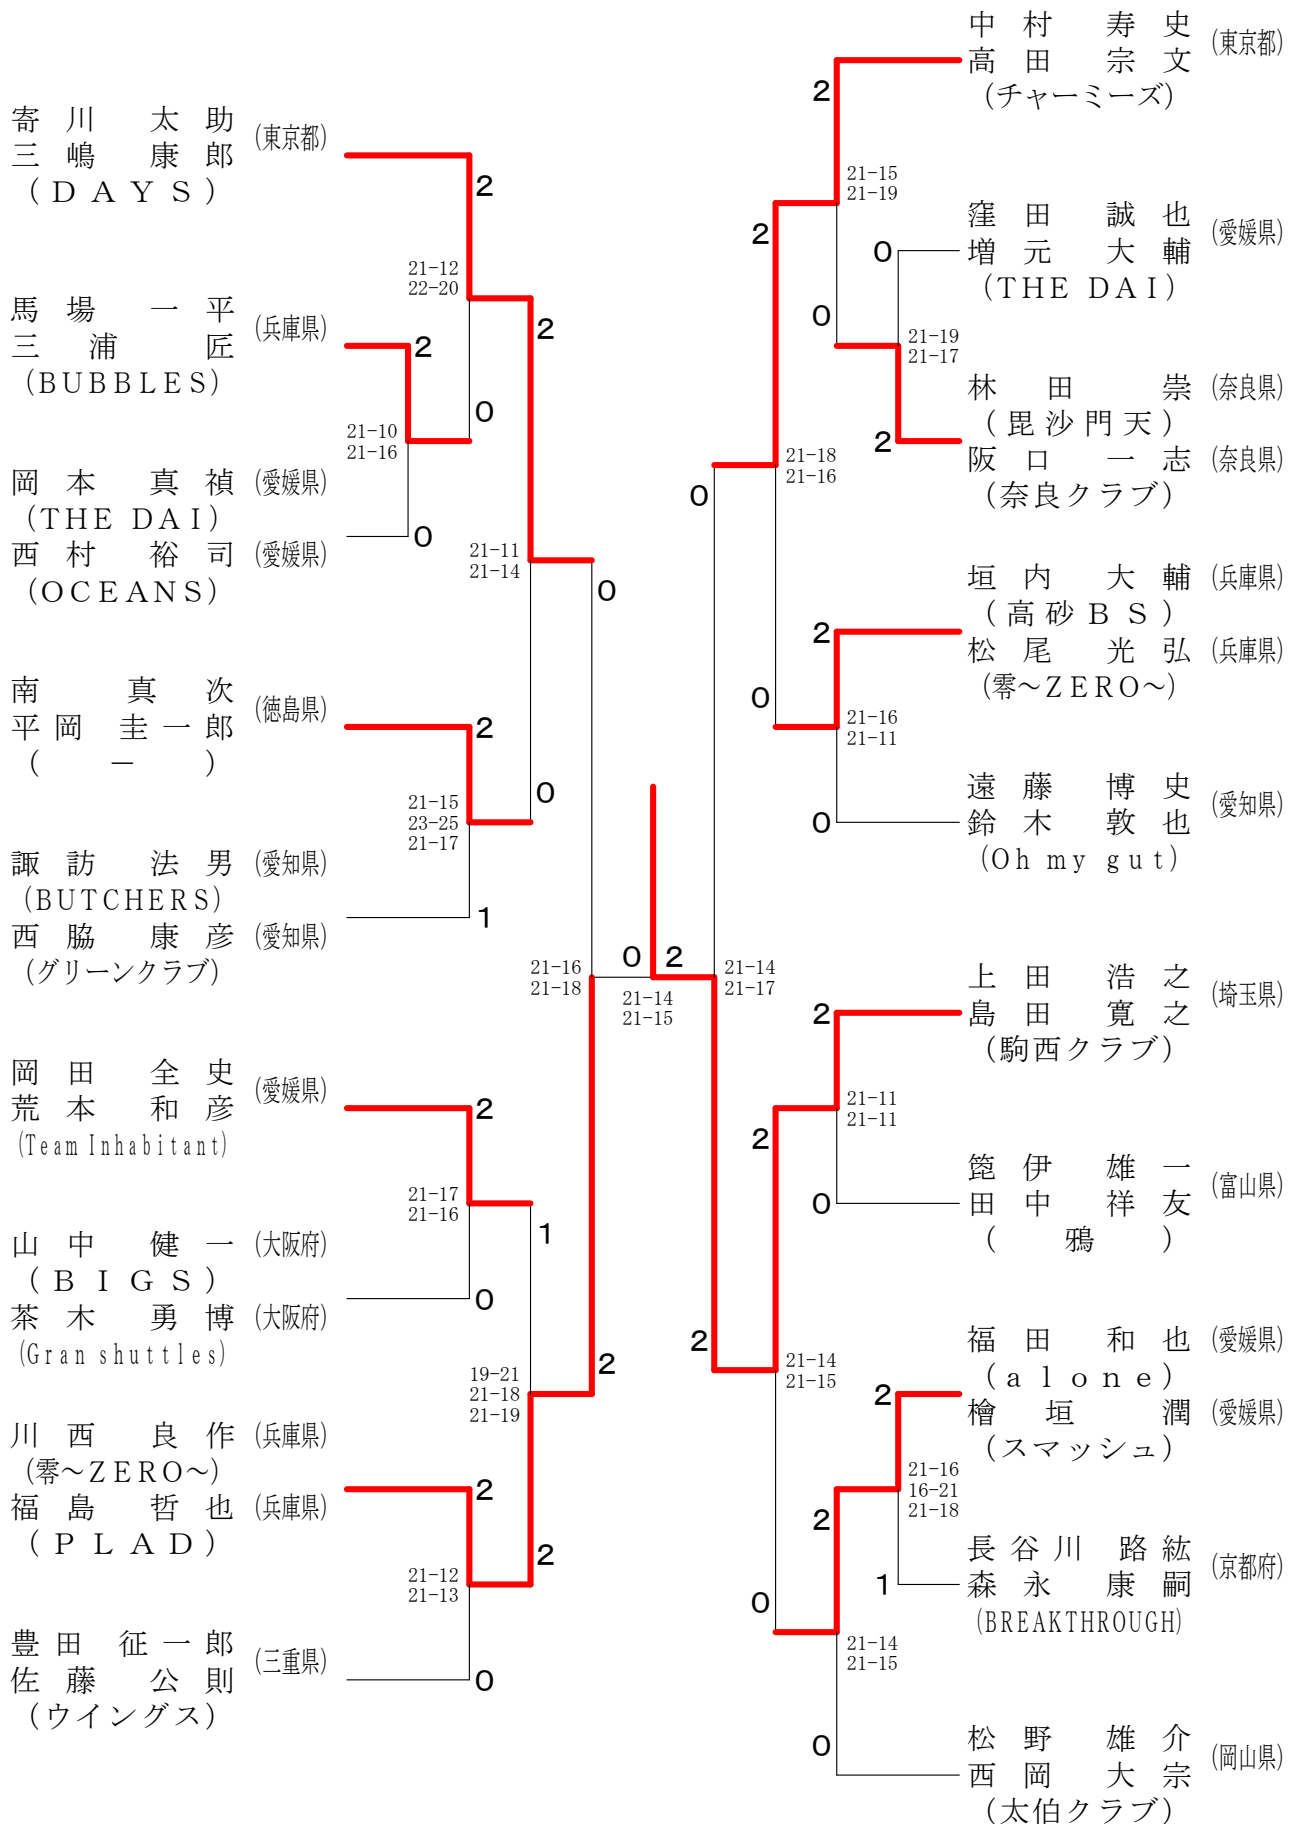 寄川 太助
三嶋 康郎
(東京都)
(DAYS)
馬場 一平
三浦 匠
(兵庫県)
(BUBBLES)
岡本 真禎 (愛媛県)
(THE DAI)
西村 裕司 (愛媛県)
(OCEANS)
南 真次
平岡 圭一郎
(徳島県)
( － )
諏訪 法男 (愛知県)
(BUTCHERS)
西脇 康彦 (愛知県)
(グリーンクラブ)
岡田 全史
荒本 和彦
(愛媛県)
(Team Inhabitant)
山中 健一 (大阪府)
(BIGS)
茶木 勇博 (大阪府)
(Gran shuttles)
川西 良作 (兵庫県)
(零～ZERO～)
福島 哲也 (兵庫県)
(PLAD)
豊田 征一郎
佐藤 公則
(三重県)
(ウイングス)
2
21-12
22-20
2
0
21-10
21-16
0
2
21-11
21-14
0
2
21-15
23-25
21-17
1
0
21-16
21-18
2
2
21-17
21-16
0
1
19-21
21-18
21-19
2
2
21-12
21-13
0
0
2
21-14
21-15
中村 寿史
高田 宗文
(東京都)
(チャーミーズ)
窪田 誠也
増元 大輔
(愛媛県)
(THE DAI)
林田 崇 (奈良県)
(毘沙門天)
阪口 一志 (奈良県)
(奈良クラブ)
垣内 大輔 (兵庫県)
(高砂BS)
松尾 光弘 (兵庫県)
(零～ZERO～)
遠藤 博史
鈴木 敦也
(愛知県)
(Oh my gut)
上田 浩之
島田 寛之
(埼玉県)
(駒西クラブ)
箆伊 雄一
田中 祥友
(富山県)
(鴉)
福田 和也 (愛媛県)
(alone)
檜垣 潤 (愛媛県)
(スマッシュ)
長谷川 路紘
森永 康嗣
(京都府)
(BREAKTHROUGH)
松野 雄介
西岡 大宗
(岡山県)
(太伯クラブ)
2
21-15
21-19
0
0
21-19
21-17
2
2
21-18
21-16
0
2
21-16
21-11
0
0
21-14
21-17
2
2
21-11
21-11
0
2
21-14
21-15
0
2
21-16
16-21
21-18
1
2
21-14
21-15
0